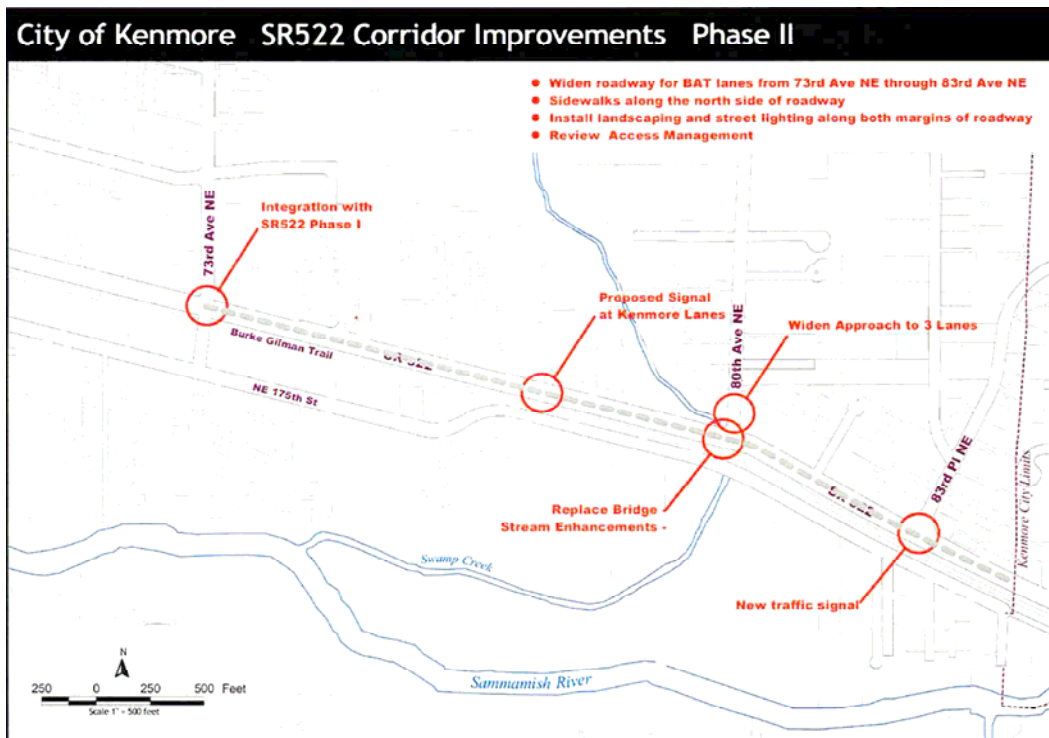 City of Kenmore SR522 Corridor Improvements Phase II
• Widen roadway for BAT lanes from 73rd Ave NE through 83rd Ave NE
• Sidewalks along the north side of roadway
• Install landscaping and street lighting along both margins of roadway
• Review Access Management
73rd Ave NE
Integration with
SR522 Phase I
Proposed Signal
at Kenmore Lanes
80th Ave NE
Widen Approach to 3 Lanes
Burke Gilman Trail
SR 522
NE 175th St
83rd Pl NE
Kenmore City Limits
SR 522
Replace Bridge
Stream Enhancements -
Swamp Creek
New traffic signal
Sammamish River
N
250 0 250 500 Feet
Scale 1" = 500 feet